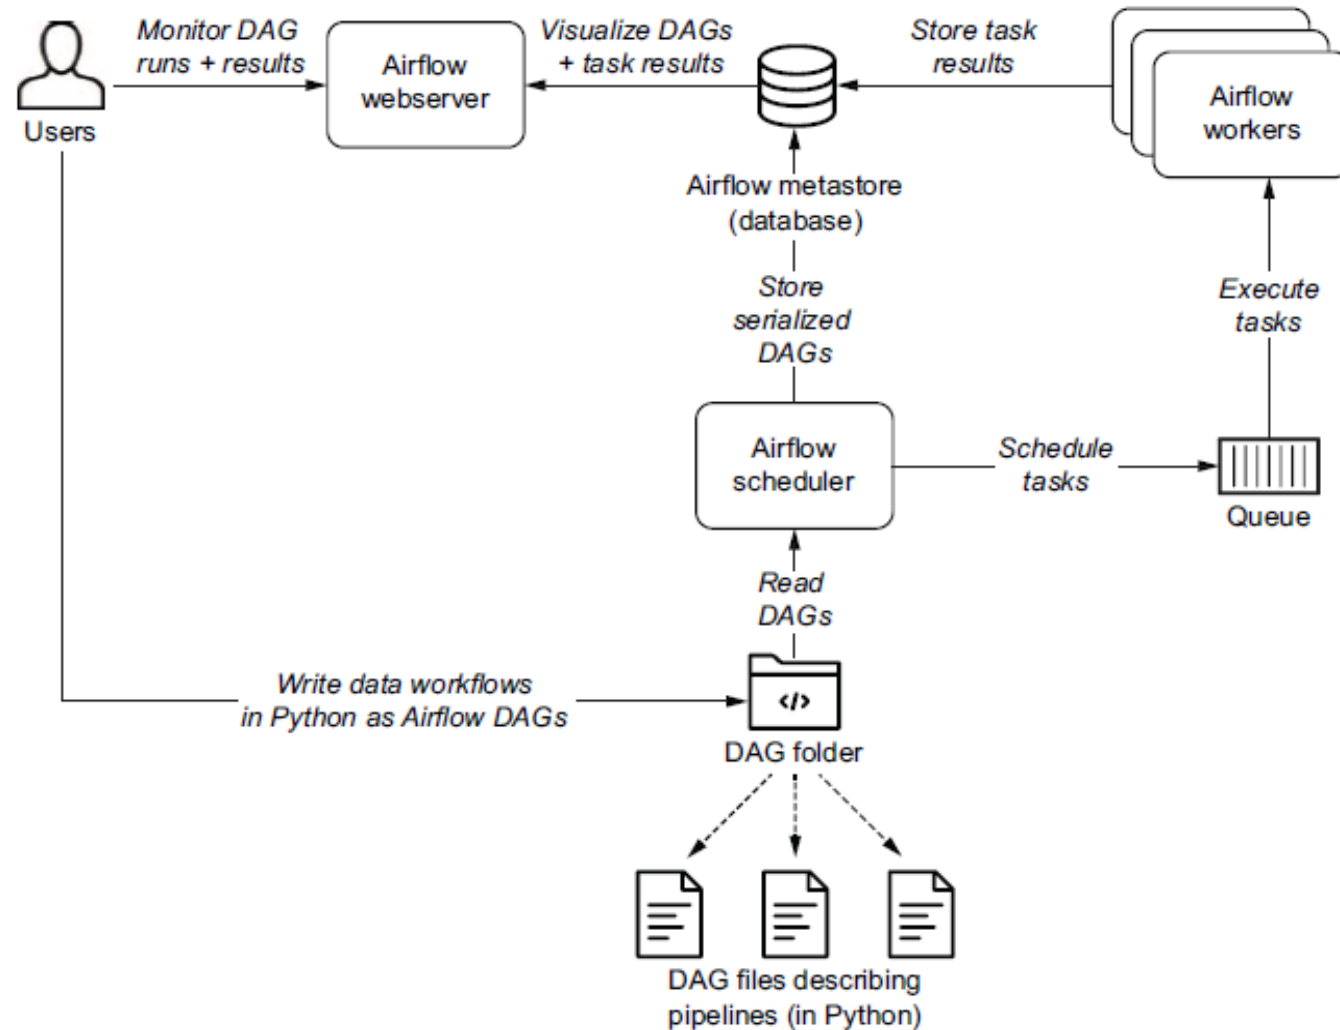 Monitor DAG
runs + results
Users
Airflow
webserver
Visualize DAGs
+ task results
Airflow metastore
(database)
Store task
results
Airflow
workers
Store
serialized
DAGs
Execute
tasks
Airflow
scheduler
Schedule
tasks
Queue
Read
DAGs
Write data workflows
in Python as Airflow DAGs
</>
DAG folder
DAG files describing
pipelines (in Python)